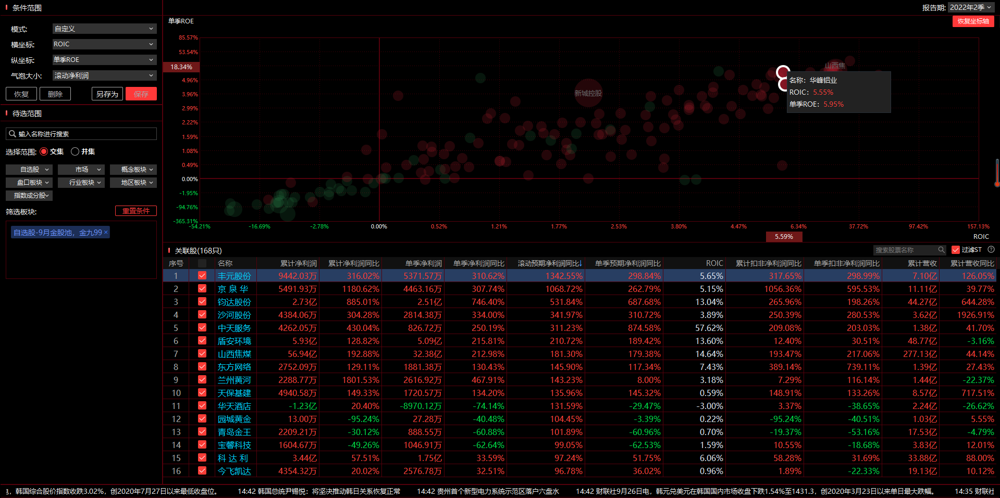 条件范围
报告期: 2022年2季
模式: 自定义
横坐标: ROIC
纵坐标: 单季ROE
气泡大小: 滚动净利润
恢复 删除 另存为 保存
待选范围
输入名称进行搜索
选择范围: 交集 并集
自选股 市场 概念板块
盘口板块 行业板块 地区板块
指数成分股
筛选板块: 重置条件
自选股-9月金股池，金九99 ×
单季ROE
恢复坐标轴
85.57%
53.54%
18.34%
4.96%
3.96%
2.99%
2.22%
1.59%
1.08%
0.49%
0.00%
-1.95%
-94.76%
-365.31%
山西焦
新城控股
名称：华峰铝业
ROIC：5.55%
单季ROE：5.95%
-54.21% -16.69% -2.78% 0.00% 0.52% 1.21% 1.77% 2.53% 3.80% 4.47% 6.34% 37.72% 97.42% 157.13%
5.59%
ROIC
关联股(168只) 搜索股票名称 过滤ST ?
序号 名称 累计净利润 累计净利润同比 单季净利润 单季净利润同比 滚动预期净利润同比↓ 单季预期净利润同比 ROIC 累计扣非净利润同比 单季扣非净利润同比 累计营收 累计营收同比
1 丰元股份 9442.03万 316.02% 5371.57万 310.62% 1342.55% 298.84% 5.65% 317.65% 298.99% 7.10亿 126.05%
2 京 泉 华 5491.93万 1180.62% 4463.16万 307.74% 1068.72% 262.79% 5.15% 1056.36% 595.53% 11.11亿 39.77%
3 钧达股份 2.73亿 885.01% 2.51亿 746.40% 531.84% 687.68% 13.04% 265.96% 198.26% 44.27亿 644.28%
4 沙河股份 4384.06万 304.28% 2814.38万 334.00% 341.97% 310.72% 3.89% 250.39% 280.53% 3.62亿 1926.91%
5 中天服务 4262.05万 430.04% 826.72万 250.19% 311.23% 874.58% 57.62% 209.08% 203.03% 1.38亿 41.70%
6 盾安环境 5.93亿 128.82% 5.09亿 215.81% 210.72% 189.42% 13.60% 12.40% 30.51% 48.77亿 -3.16%
7 山西焦煤 56.94亿 192.88% 32.38亿 212.98% 181.30% 179.38% 14.64% 193.47% 217.06% 277.13亿 44.14%
8 东方网络 2752.09万 129.11% 1881.38万 130.43% 145.90% 117.34% 7.43% 389.14% 739.11% 1.39亿 27.43%
9 兰州黄河 2288.77万 1801.53% 2616.92万 467.91% 143.23% 8.00% 3.18% 7.29% 116.14% 1.44亿 -22.37%
10 天保基建 4940.58万 149.33% 1720.57万 134.20% 135.96% 145.32% 0.59% 148.91% 133.26% 8.57亿 717.51%
11 华天酒店 -1.23亿 20.40% -8970.12万 -74.14% 131.59% -29.47% -3.00% 3.37% -38.65% 2.24亿 -26.62%
12 园城黄金 13.00万 -95.24% 27.28万 -40.48% 104.45% -3.39% 0.22% -95.24% -40.51% 1.03亿 5.55%
13 青岛金王 2209.21万 -30.12% 888.55万 -60.88% 101.89% -60.96% 0.70% -19.37% -53.16% 17.53亿 -4.79%
14 宝馨科技 1604.67万 -49.26% 1046.91万 -62.64% 99.05% -62.53% 1.59% 10.55% -18.68% 3.83亿 12.01%
15 科 达 利 3.44亿 57.51% 1.75亿 33.59% 97.24% 51.75% 6.06% 58.28% 31.69% 33.88亿 88.00%
16 今飞凯达 4354.32万 20.02% 2576.78万 32.51% 96.78% 36.02% 0.96% 1.89% -22.33% 19.13亿 10.12%
，韩国综合股价指数收跌3.02%，创2020年7月27日以来最低收盘位。 14:42 韩国总统尹锡悦：将坚决推动韩日关系恢复正常 14:42 贵州首个新型电力系统示范区落户六盘水 14:42 财联社9月26日电，韩元兑美元在韩国国内市场收盘下跌1.54%至1431.3，创2020年3月23日以来单日最大跌幅。 14:35 财联社